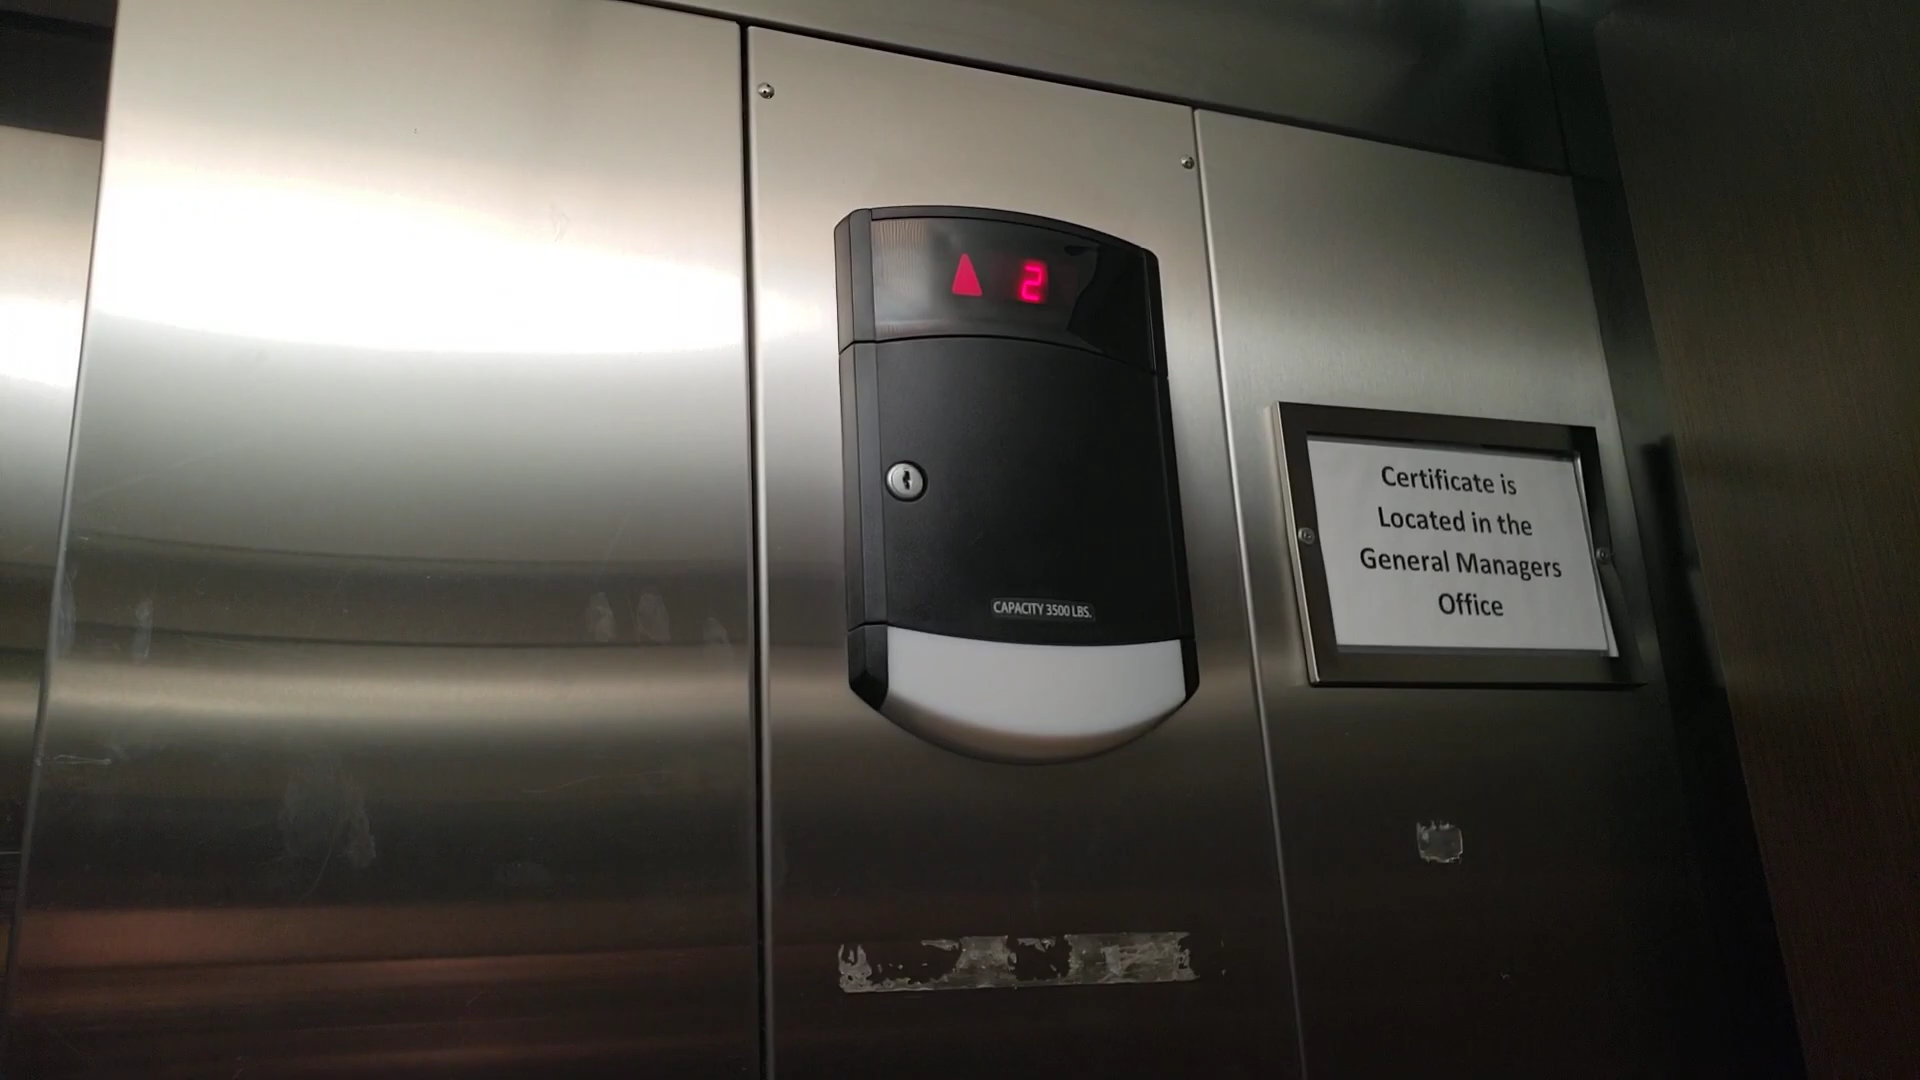 2
CAPACITY 3500 LBS.
Certificate is
Located in the
General Managers
Office